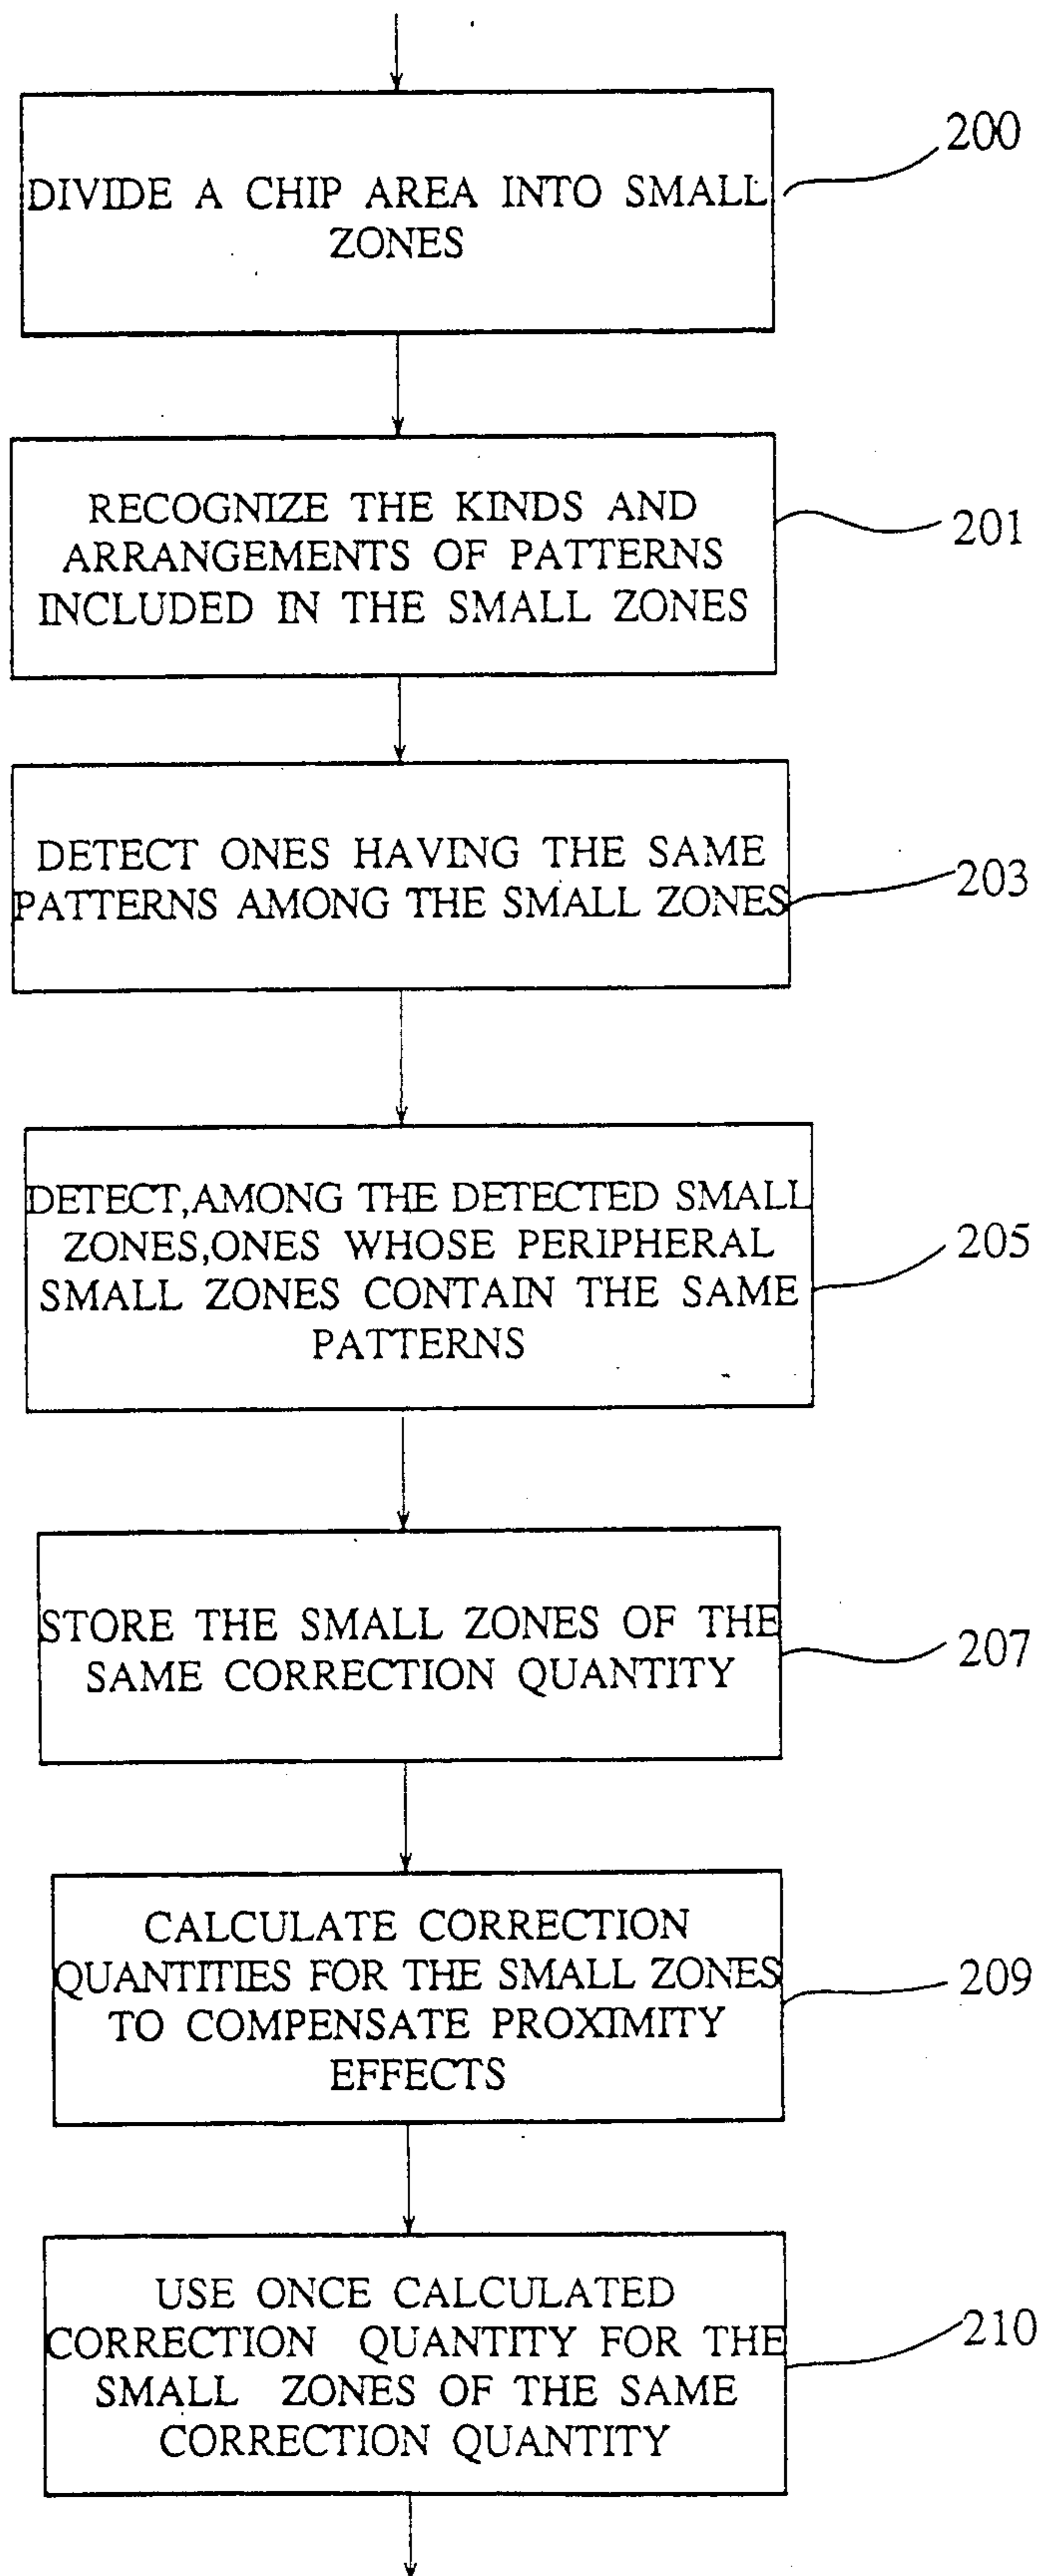 DIVIDE A CHIP AREA INTO SMALL
ZONES
200
RECOGNIZE THE KINDS AND
ARRANGEMENTS OF PATTERNS
INCLUDED IN THE SMALL ZONES
201
DETECT ONES HAVING THE SAME
PATTERNS AMONG THE SMALL ZONES
203
DETECT,AMONG THE DETECTED SMALL
ZONES,ONES WHOSE PERIPHERAL
SMALL ZONES CONTAIN THE SAME
PATTERNS
205
STORE THE SMALL ZONES OF THE
SAME CORRECTION QUANTITY
207
CALCULATE CORRECTION
QUANTITIES FOR THE SMALL ZONES
TO COMPENSATE PROXIMITY
EFFECTS
209
USE ONCE CALCULATED
CORRECTION QUANTITY FOR THE
SMALL ZONES OF THE SAME
CORRECTION QUANTITY
210